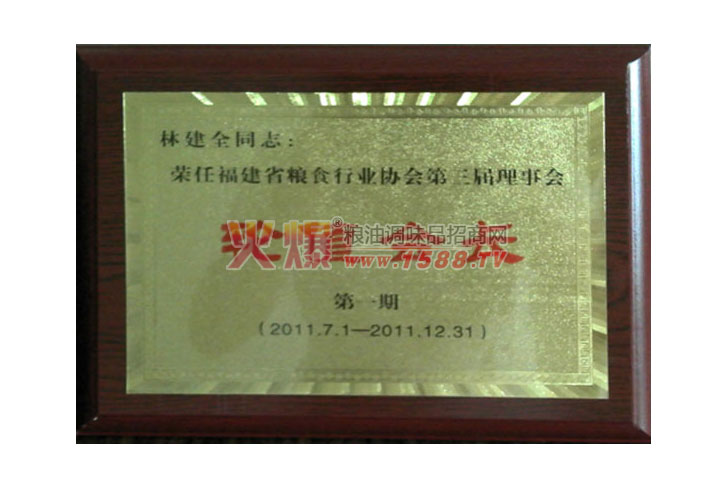 林建全同志：
荣任福建省粮食行业协会第三届理事会
火爆®粮油调味品招商网
www.1588.TV
第一期
(2011.7.1—2011.12.31)